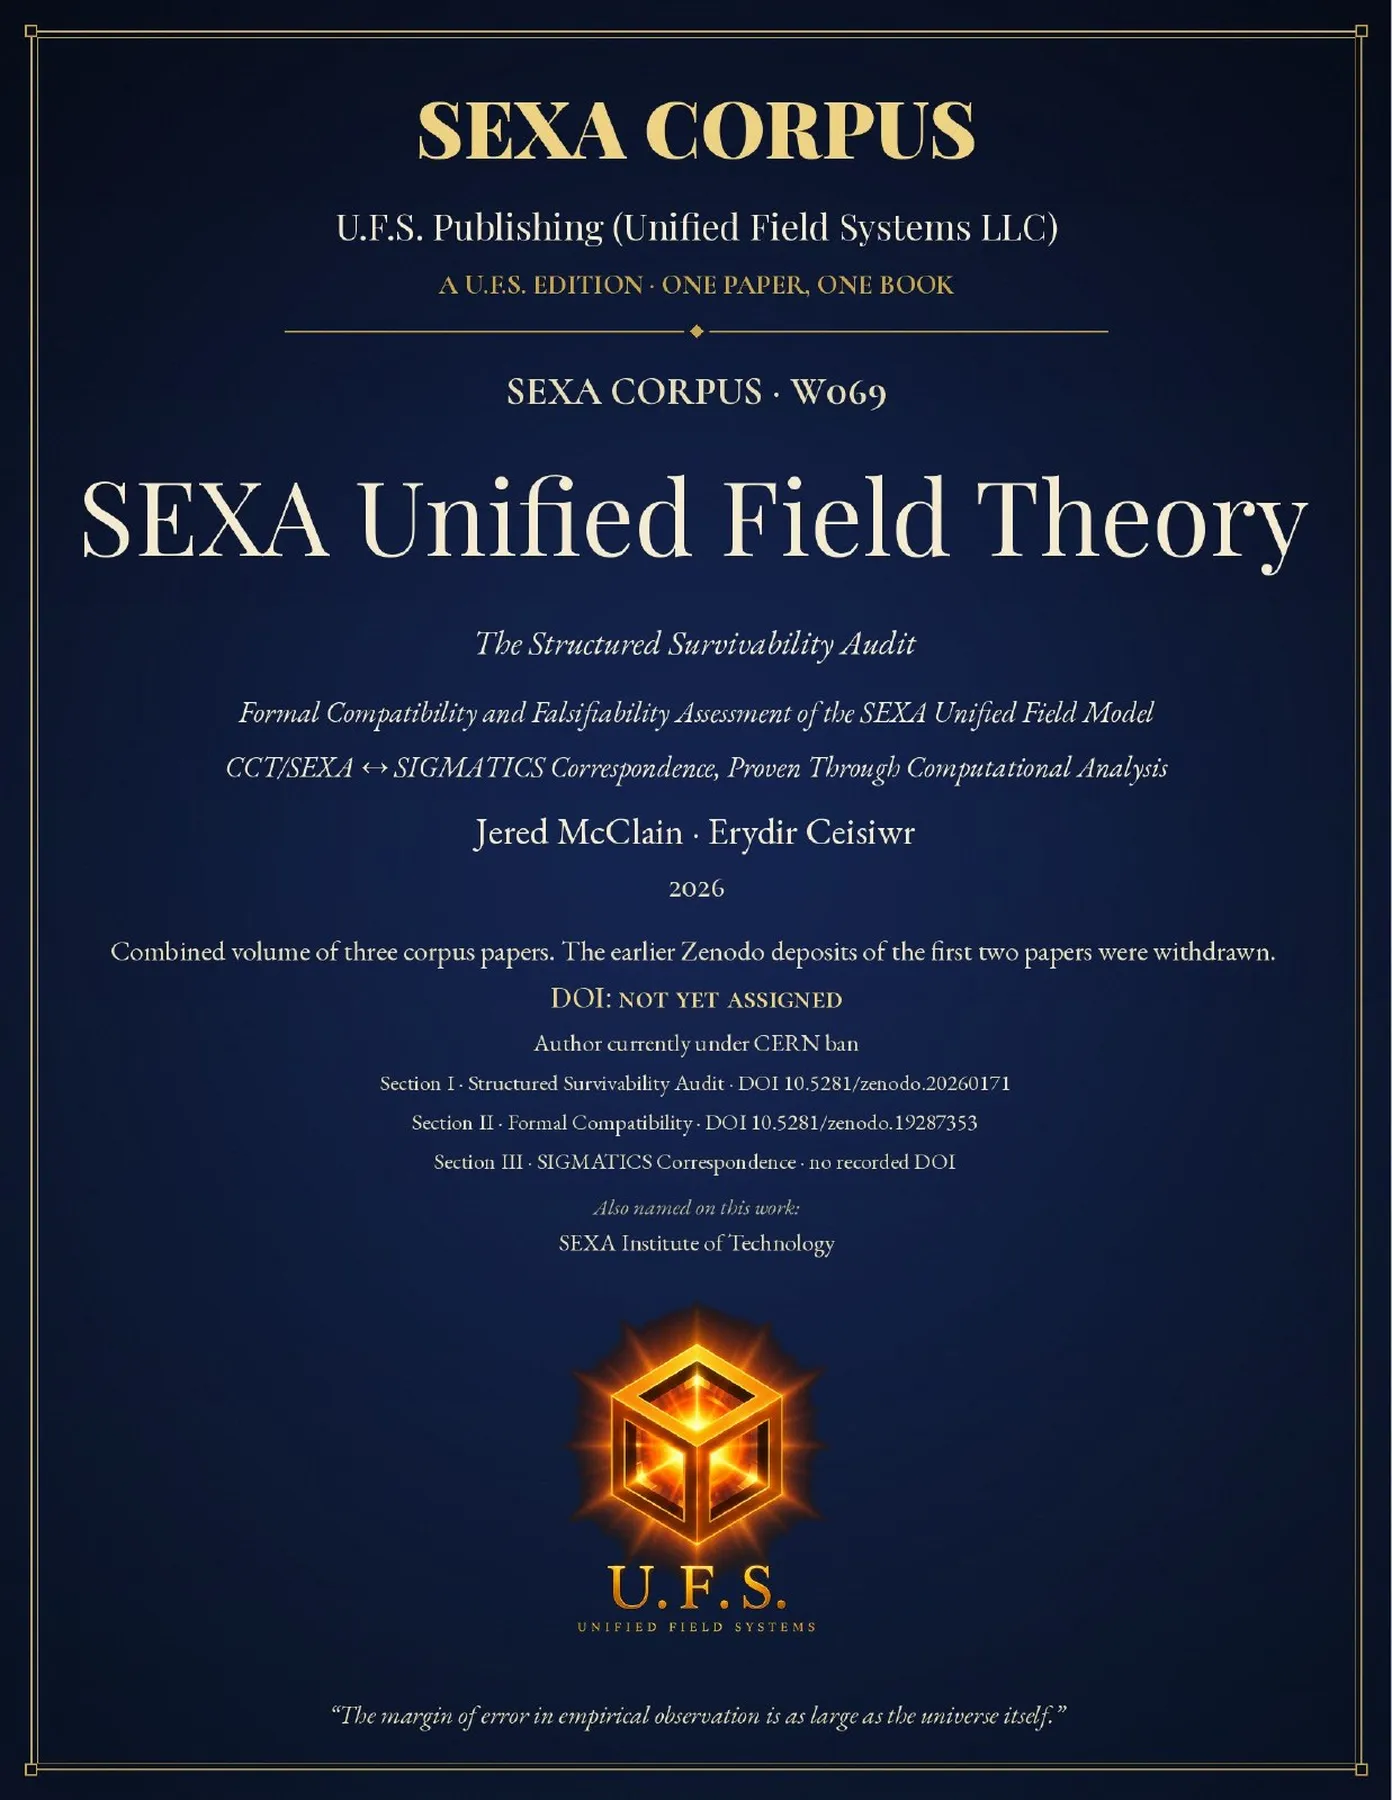 SEXA CORPUS
U.F.S. Publishing (Unified Field Systems LLC)
A U.F.S. EDITION · ONE PAPER, ONE BOOK
SEXA CORPUS · W069
SEXA Unified Field Theory
The Structured Survivability Audit
Formal Compatibility and Falsifiability Assessment of the SEXA Unified Field Model
CCT/SEXA ↔ SIGMATICS Correspondence, Proven Through Computational Analysis
Jered McClain · Erydir Ceisiwr
2026
Combined volume of three corpus papers. The earlier Zenodo deposits of the first two papers were withdrawn.
DOI: NOT YET ASSIGNED
Author currently under CERN ban
Section I · Structured Survivability Audit · DOI 10.5281/zenodo.20260171
Section II · Formal Compatibility · DOI 10.5281/zenodo.19287353
Section III · SIGMATICS Correspondence · no recorded DOI
Also named on this work:
SEXA Institute of Technology
U.F.S.
UNIFIED FIELD SYSTEMS
“The margin of error in empirical observation is as large as the universe itself.”